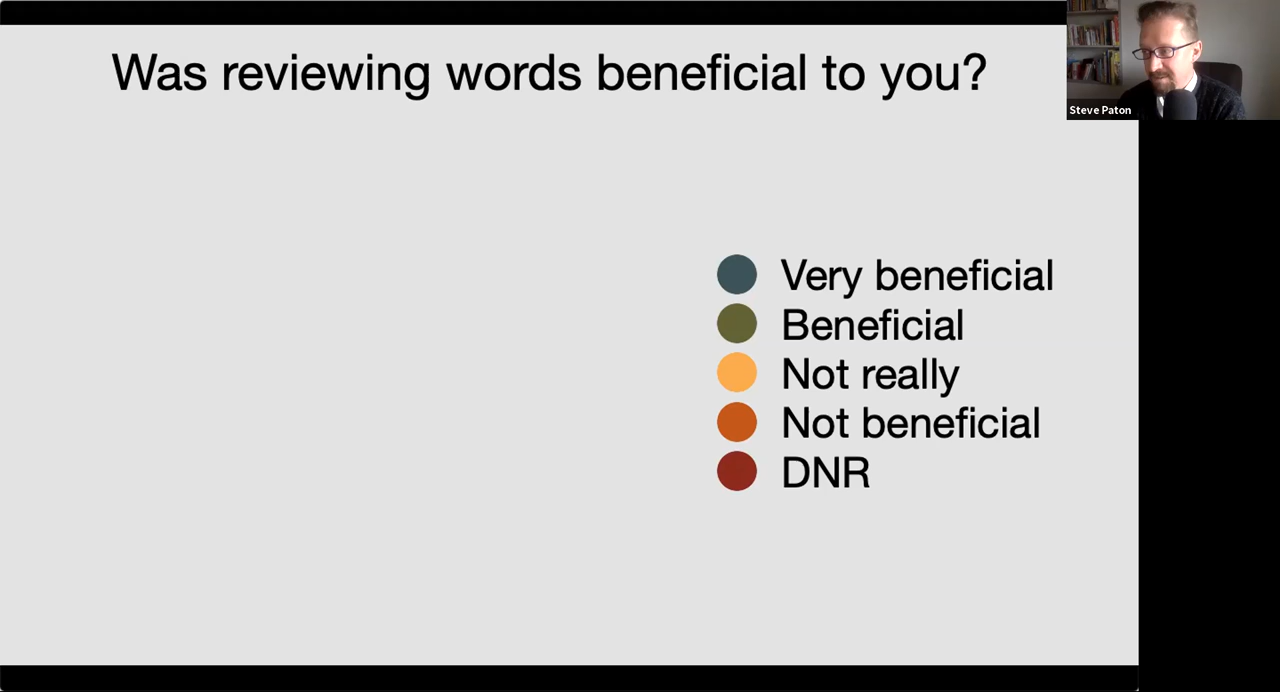 Was reviewing words beneficial to you?
Steve Paton
Very beneficial
Beneficial
Not really
Not beneficial
DNR